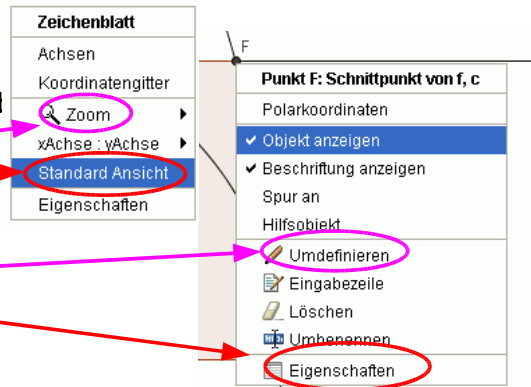 Zeichenblatt
Achsen
Koordinatengitter
Zoom
xAchse : yAchse
Standard Ansicht
Eigenschaften
F
Punkt F: Schnittpunkt von f, c
Polarkoordinaten
Objekt anzeigen
Beschriftung anzeigen
Spur an
Hilfsobjekt
Umdefinieren
Eingabezeile
Löschen
Umbenennen
Eigenschaften